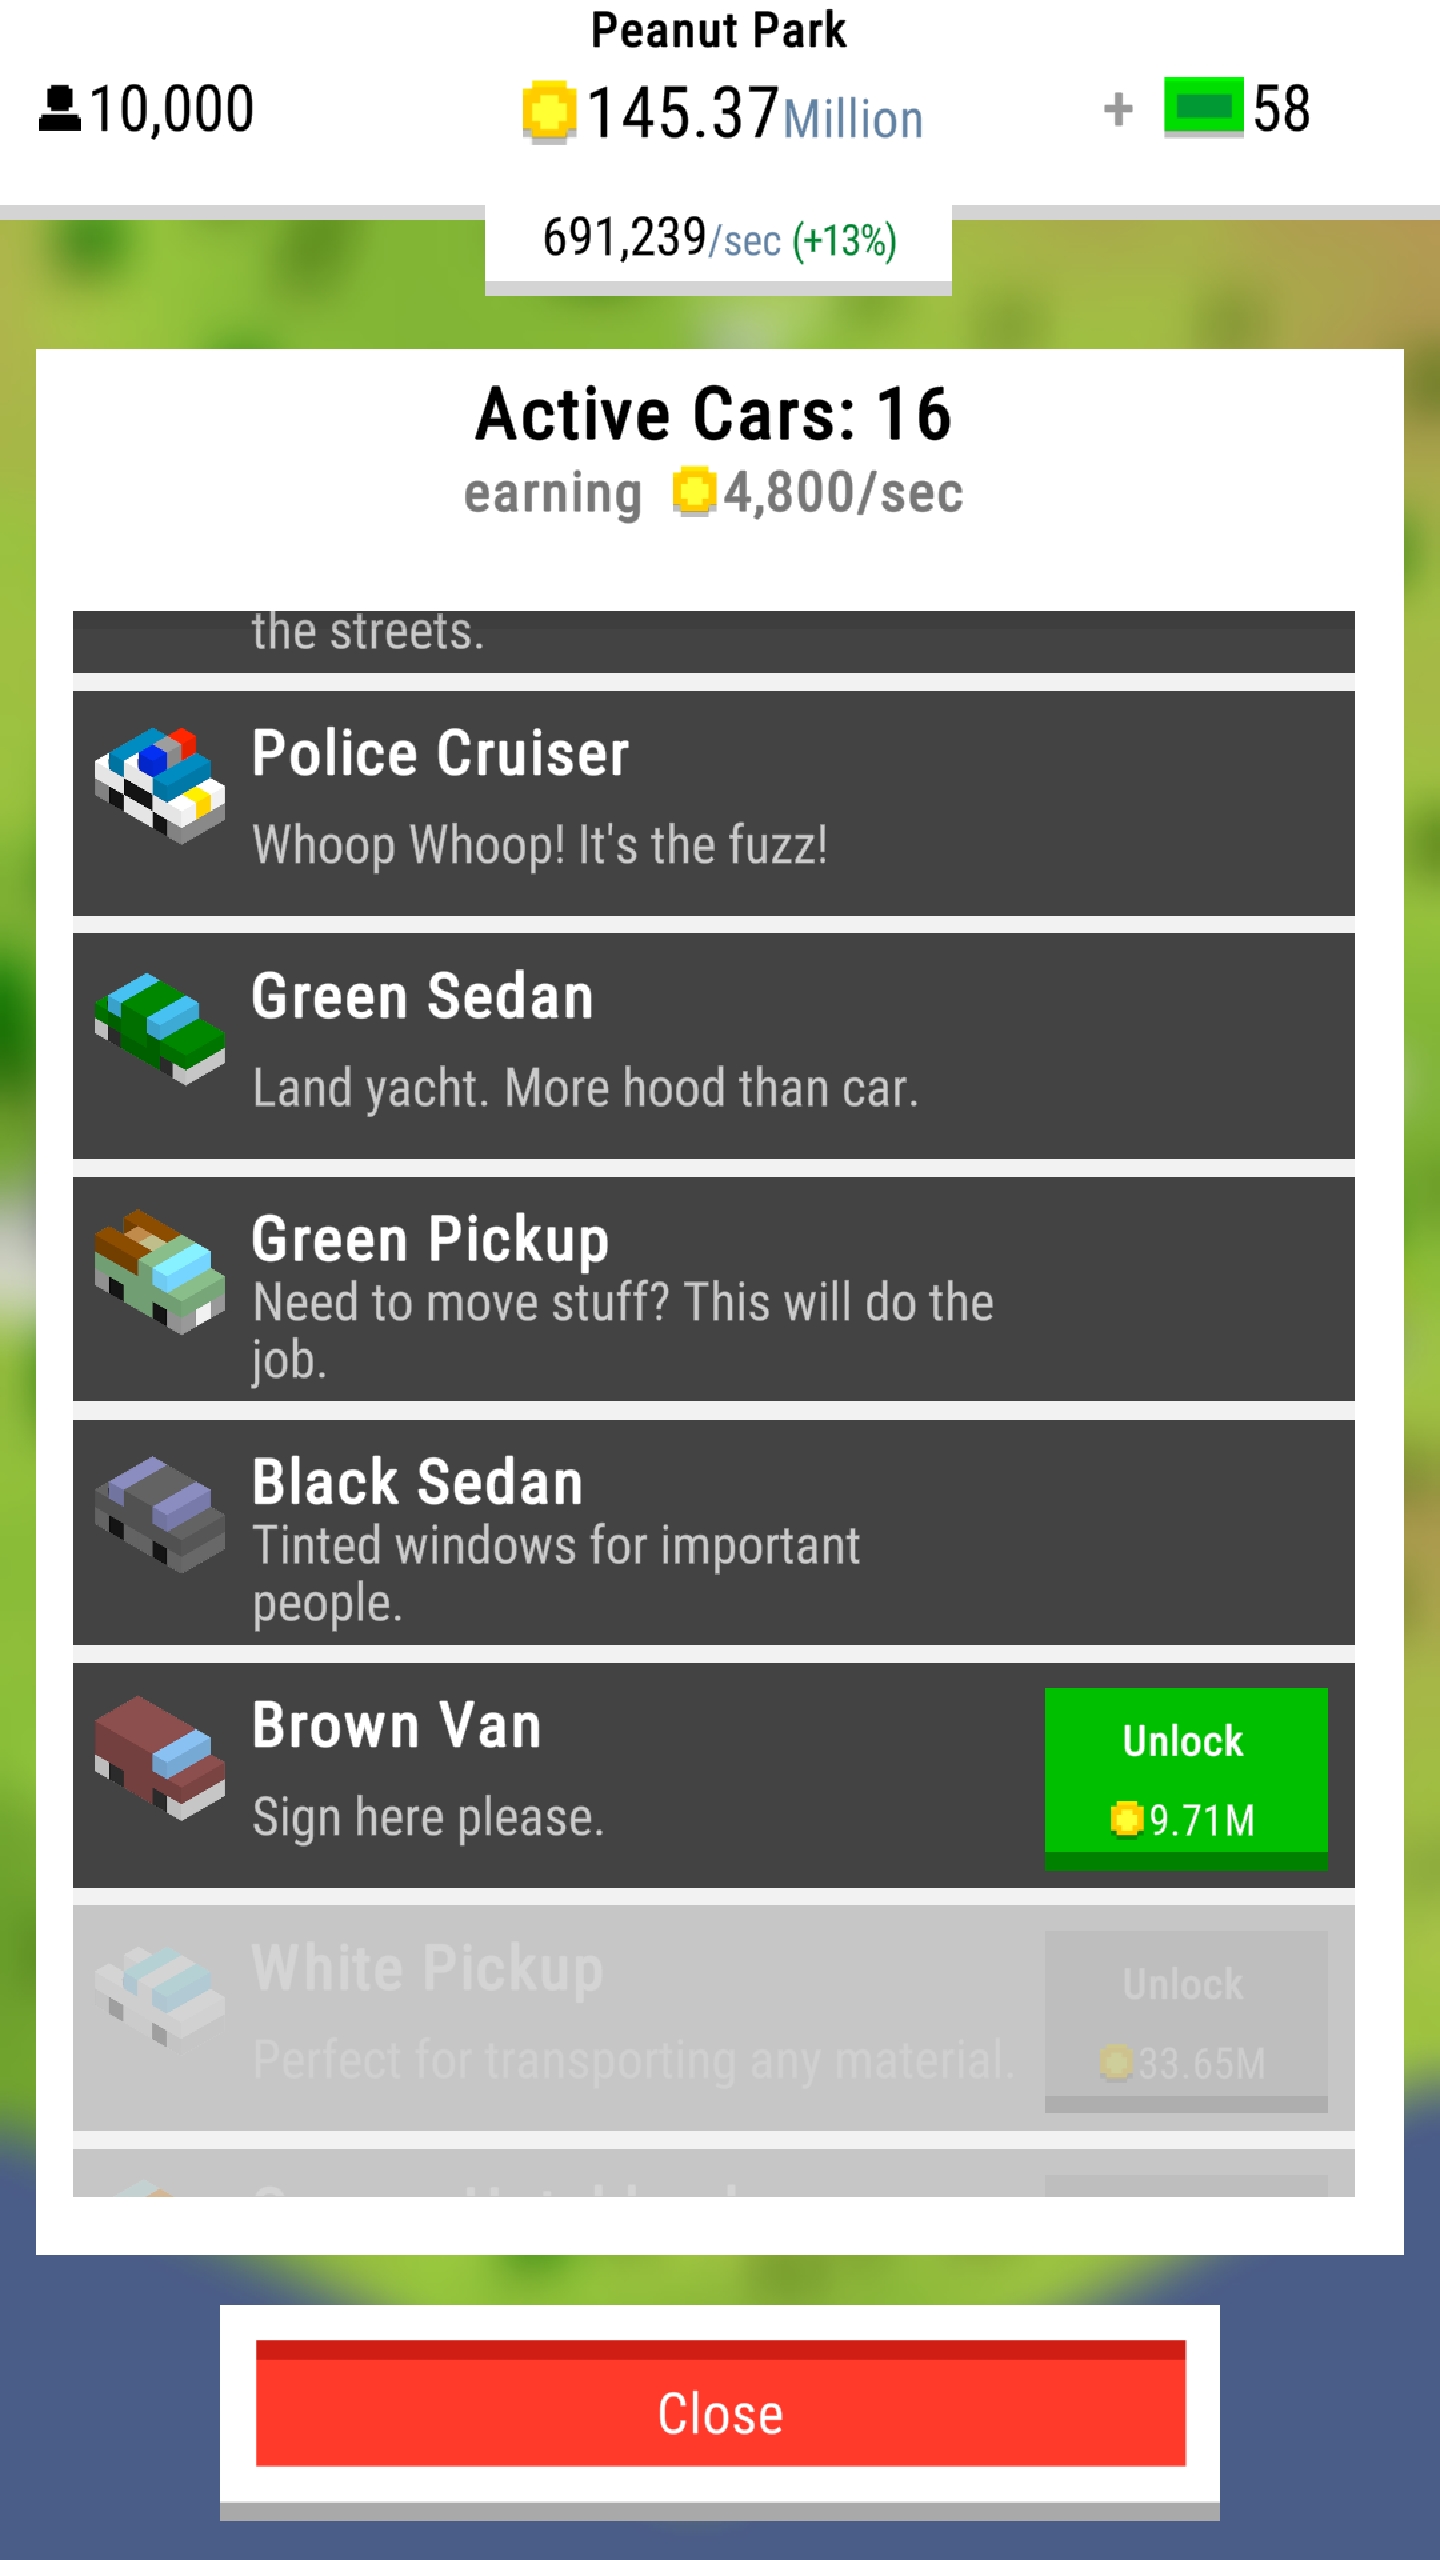 Peanut Park
10,000
145.37Million
+ 58
691,239/sec (+13%)
Active Cars: 16
earning 4,800/sec
the streets.
Police Cruiser
Whoop Whoop! It's the fuzz!
Green Sedan
Land yacht. More hood than car.
Green Pickup
Need to move stuff? This will do the
job.
Black Sedan
Tinted windows for important
people.
Brown Van
Sign here please.
Unlock
9.71M
White Pickup
Perfect for transporting any material.
Unlock
33.65M
Close